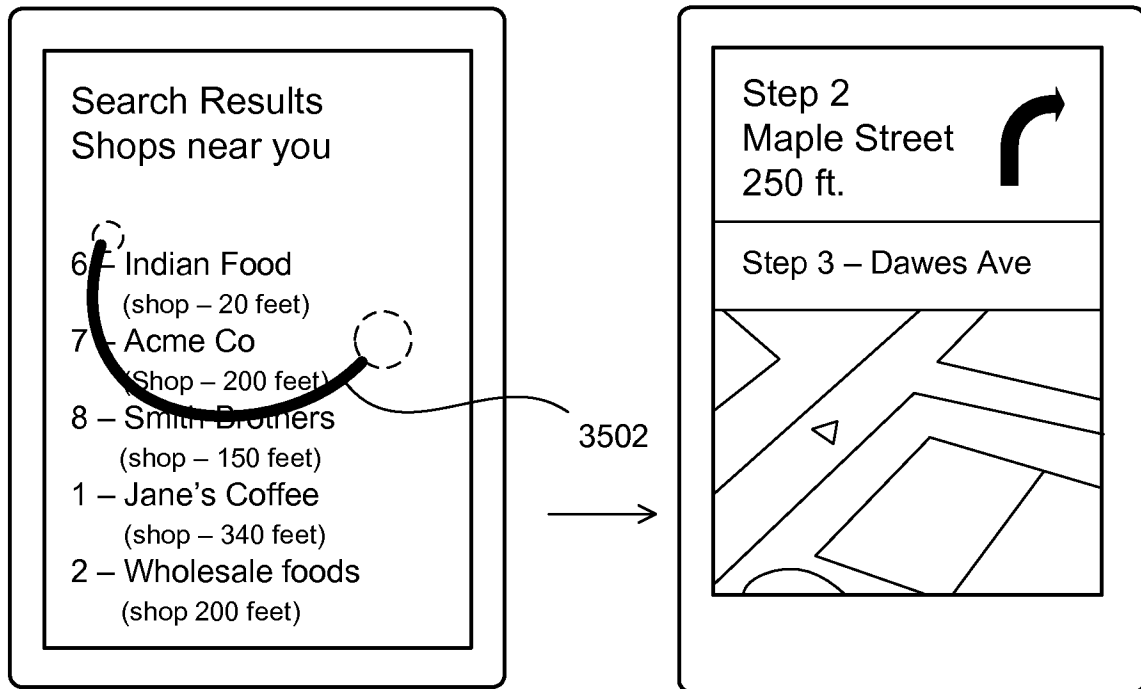 Search Results
Shops near you
6 – Indian Food
(shop – 20 feet)
7 – Acme Co
(Shop – 200 feet)
8 – Smith Brothers
(shop – 150 feet)
1 – Jane's Coffee
(shop – 340 feet)
2 – Wholesale foods
(shop 200 feet)
3502
Step 2
Maple Street
250 ft.
Step 3 – Dawes Ave